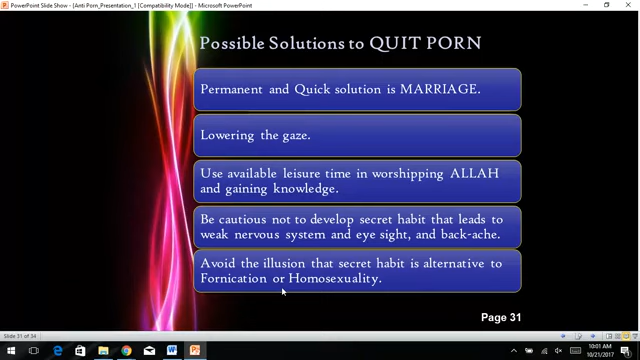 PowerPoint Slide Show - [Anti Porn_Presentation_1 [Compatibility Mode]] - Microsoft PowerPoint
Possible Solutions to QUIT PORN
Permanent and Quick solution is MARRIAGE.
Lowering the gaze.
Use available leisure time in worshipping ALLAH
and gaining knowledge.
Be cautious not to develop secret habit that leads to
weak nervous system and eye sight, and back-ache.
Avoid the illusion that secret habit is alternative to
Fornication or Homosexuality.
Page 31
Slide 31 of 34
10:01 AM
10/21/2017